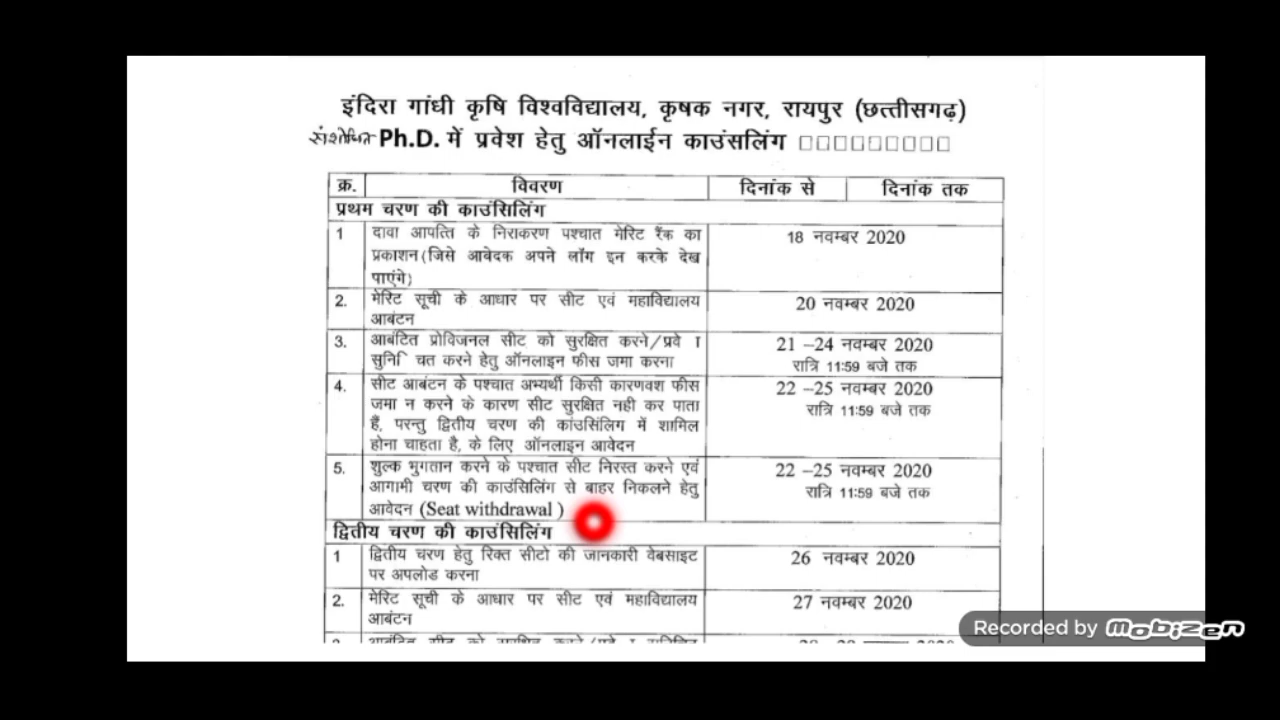 इंदिरा गांधी कृषि विश्वविद्यालय, कृषक नगर, रायपुर (छत्तीसगढ़)
संशोधित Ph.D. में प्रवेश हेतु ऑनलाईन काउंसलिंग □□□□□□□□□
क्र. विवरण दिनांक से दिनांक तक
प्रथम चरण की काउंसिलिंग
1 दावा आपत्ति के निराकरण पश्चात मेरिट रैंक का 18 नवम्बर 2020
प्रकाशन(जिसे आबेदक अपने लॉग इन करके देख
पाएंगे)
2. मेरिट सूची के आधार पर सीट एवं महाविद्यालय 20 नवम्बर 2020
आबंटन
3. आबंटित प्रोविजनल सीट को सुरक्षित करने/प्रवे ा 21 –24 नवम्बर 2020
सुनिि चत करने हेतु ऑनलाइन फीस जमा करना रात्रि 11:59 बजे तक
4. सीट आबंटन के पश्चात अभ्यर्थी किसी कारणवश फीस 22 –25 नवम्बर 2020
जमा न करने के कारण सीट सुरक्षित नही कर पाता रात्रि 11:59 बजे तक
हैं, परन्तु द्वितीय चरण की कांउसिंलिग में शामिल
होना चाहता है, के लिए ऑनलाइन आवेदन
5. शुल्क भुगतान करने के पश्चात सीट निरस्त करने एवं 22 –25 नवम्बर 2020
आगामी चरण की काउंसिलिंग से बाहर निकलने हेतु रात्रि 11:59 बजे तक
आवेदन (Seat withdrawal )
द्वितीय चरण की काउंसिलिंग
1 द्वितीय चरण हेतु रिक्त सीटो की जानकारी वेबसाइट 26 नवम्बर 2020
पर अपलोड करना
2. मेरिट सूची के आधार पर सीट एवं महाविद्यालय 27 नवम्बर 2020
आबंटन
Recorded by Mobizen